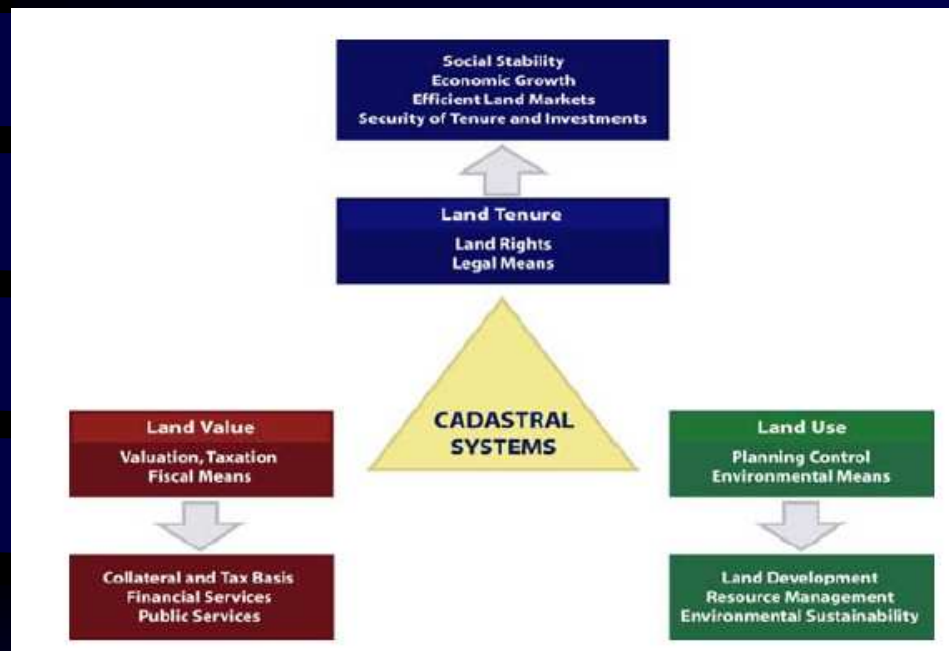 Social Stability
Economic Growth
Efficient Land Markets
Security of Tenure and Investments
Land Tenure
Land Rights
Legal Means
CADASTRAL
SYSTEMS
Land Value
Valuation, Taxation
Fiscal Means
Collateral and Tax Basis
Financial Services
Public Services
Land Use
Planning Control
Environmental Means
Land Development
Resource Management
Environmental Sustainability